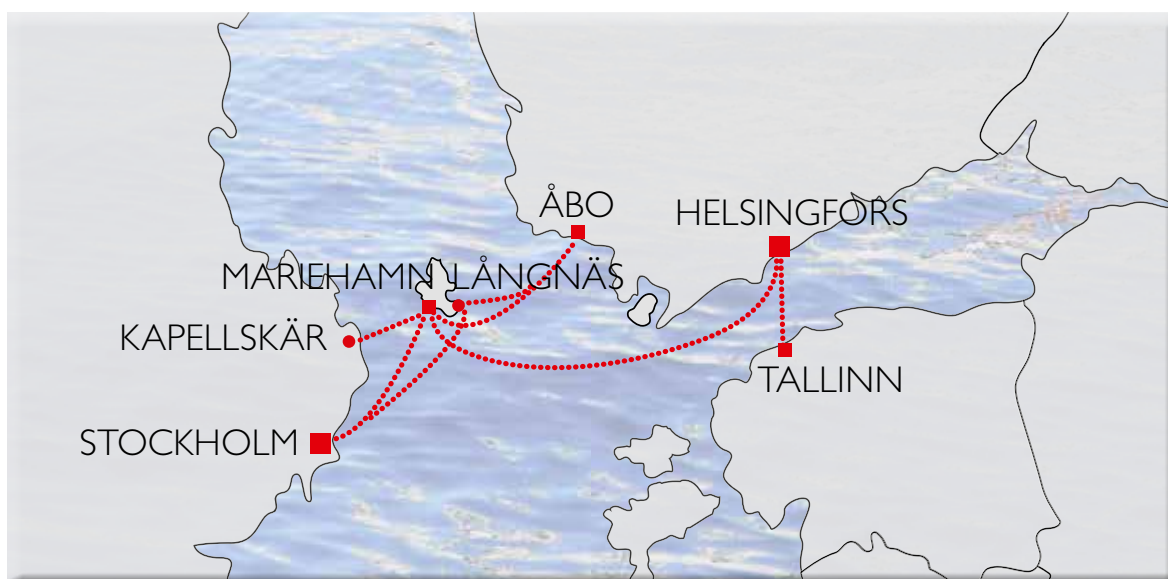 ÅBO
HELSINGFORS
MARIEHAMN
LÅNGNÄS
KAPELLSKÄR
TALLINN
STOCKHOLM